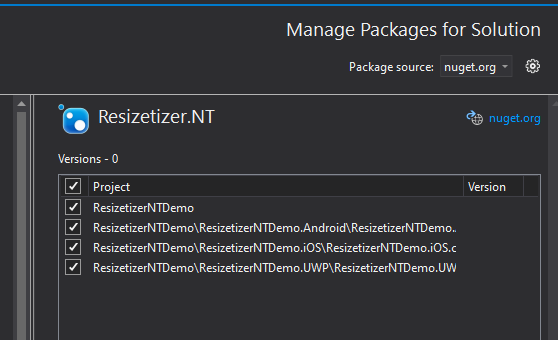 Manage Packages for Solution
Package source: nuget.org
Resizetizer.NT
nuget.org
Versions - 0
Project Version
ResizetizerNTDemo
ResizetizerNTDemo\ResizetizerNTDemo.Android\ResizetizerNTDemo.
ResizetizerNTDemo\ResizetizerNTDemo.iOS\ResizetizerNTDemo.iOS.c
ResizetizerNTDemo\ResizetizerNTDemo.UWP\ResizetizerNTDemo.UW